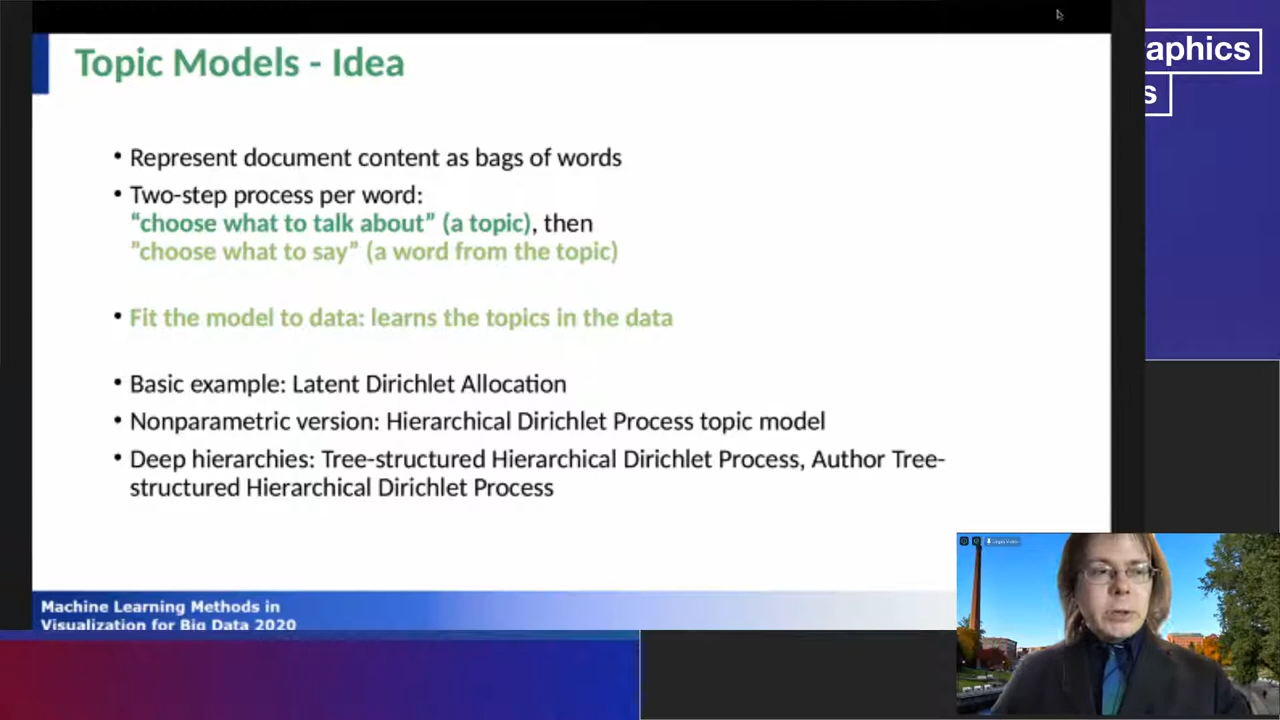 Topic Models - Idea
• Represent document content as bags of words
• Two-step process per word:
“choose what to talk about” (a topic), then
”choose what to say” (a word from the topic)
• Fit the model to data: learns the topics in the data
• Basic example: Latent Dirichlet Allocation
• Nonparametric version: Hierarchical Dirichlet Process topic model
• Deep hierarchies: Tree-structured Hierarchical Dirichlet Process, Author Tree-
structured Hierarchical Dirichlet Process
Machine Learning Methods in
Visualization for Big Data 2020
aphics
s